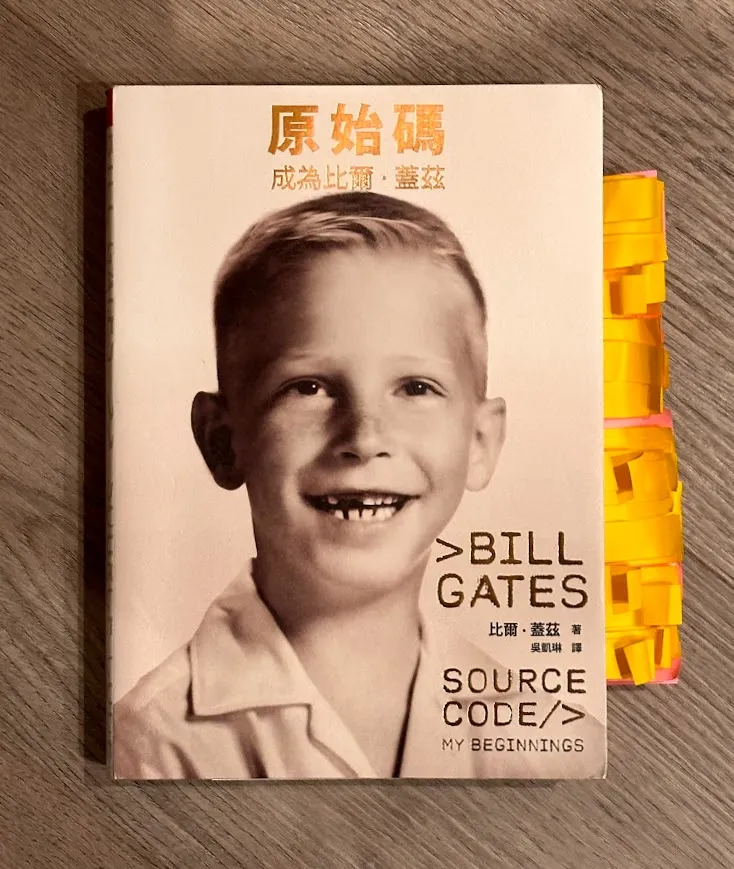 原始碼
成為比爾·蓋茲
>BILL
GATES
比爾·蓋茲 著
吳凱琳 譯
SOURCE
CODE/>
MY BEGINNINGS